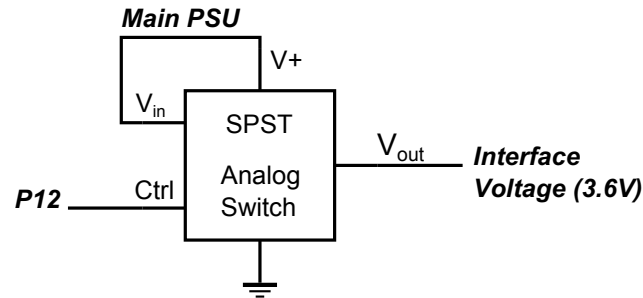 Main PSU
V+
Vin
SPST
Vout
Interface
Analog
Voltage (3.6V)
P12
Ctrl
Switch